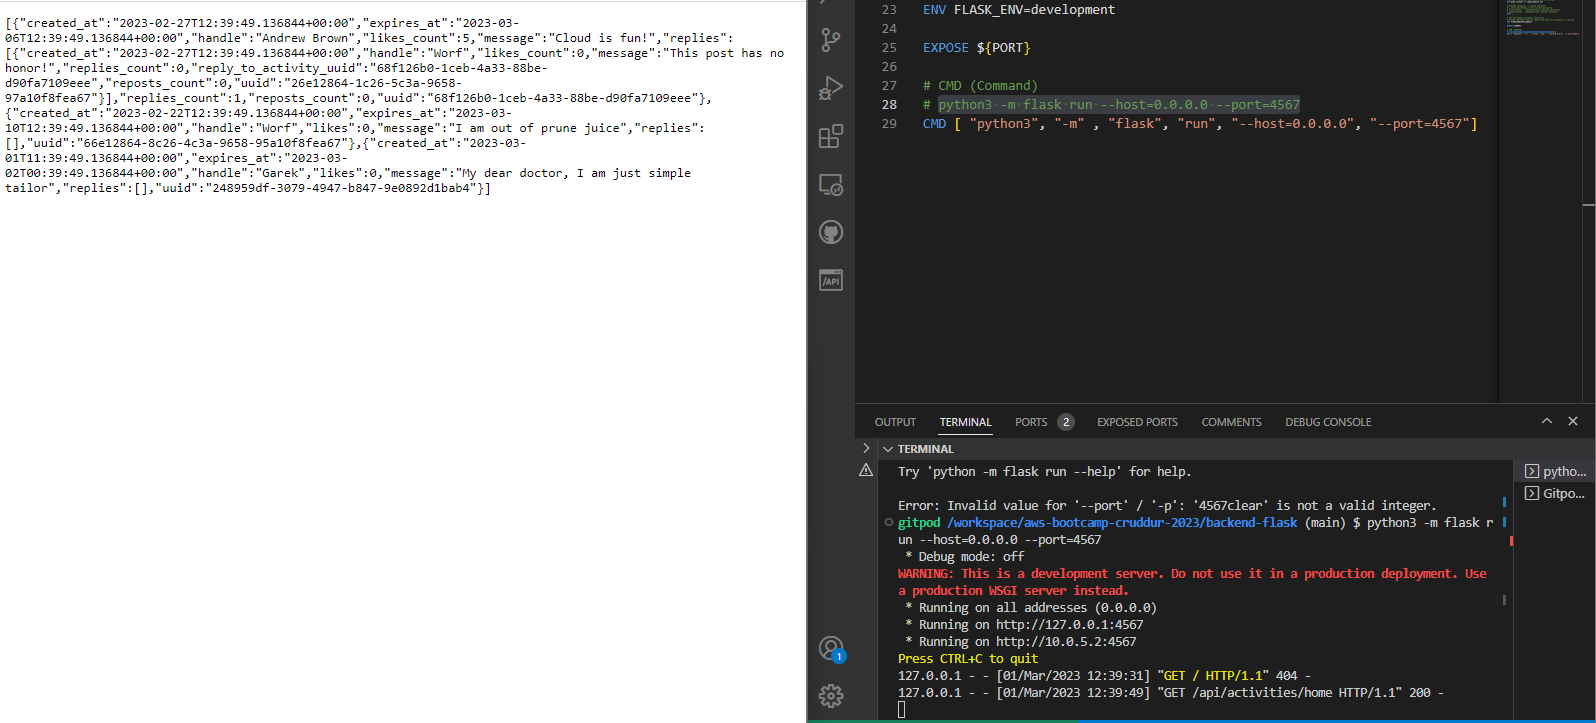 [{"created_at":"2023-02-27T12:39:49.136844+00:00","expires_at":"2023-03-
06T12:39:49.136844+00:00","handle":"Andrew Brown","likes_count":5,"message":"Cloud is fun!","replies":
[{"created_at":"2023-02-27T12:39:49.136844+00:00","handle":"Worf","likes_count":0,"message":"This post has no
honor!","replies_count":0,"reply_to_activity_uuid":"68f126b0-1ceb-4a33-88be-
d90fa7109eee","reposts_count":0,"uuid":"26e12864-1c26-5c3a-9658-
97a10f8fea67"}],"replies_count":1,"reposts_count":0,"uuid":"68f126b0-1ceb-4a33-88be-d90fa7109eee"},
{"created_at":"2023-02-22T12:39:49.136844+00:00","expires_at":"2023-03-
10T12:39:49.136844+00:00","handle":"Worf","likes":0,"message":"I am out of prune juice","replies":
[],"uuid":"66e12864-8c26-4c3a-9658-95a10f8fea67"},{"created_at":"2023-03-
01T11:39:49.136844+00:00","expires_at":"2023-03-
02T00:39:49.136844+00:00","handle":"Garek","likes":0,"message":"My dear doctor, I am just simple
tailor","replies":[],"uuid":"248959df-3079-4947-b847-9e0892d1bab4"}]
/API
1
23 ENV FLASK_ENV=development
24
25 EXPOSE ${PORT}
26
27 # CMD (Command)
28 # python3 -m flask run --host=0.0.0.0 --port=4567
29 CMD [ "python3", "-m" , "flask", "run", "--host=0.0.0.0", "--port=4567"]
OUTPUT TERMINAL PORTS 2 EXPOSED PORTS COMMENTS DEBUG CONSOLE
TERMINAL
Try 'python -m flask run --help' for help.
Error: Invalid value for '--port' / '-p': '4567clear' is not a valid integer.
gitpod /workspace/aws-bootcamp-cruddur-2023/backend-flask (main) $ python3 -m flask r
un --host=0.0.0.0 --port=4567
* Debug mode: off
WARNING: This is a development server. Do not use it in a production deployment. Use
a production WSGI server instead.
* Running on all addresses (0.0.0.0)
* Running on http://127.0.0.1:4567
* Running on http://10.0.5.2:4567
Press CTRL+C to quit
127.0.0.1 - - [01/Mar/2023 12:39:31] "GET / HTTP/1.1" 404 -
127.0.0.1 - - [01/Mar/2023 12:39:49] "GET /api/activities/home HTTP/1.1" 200 -
pytho...
Gitpo...